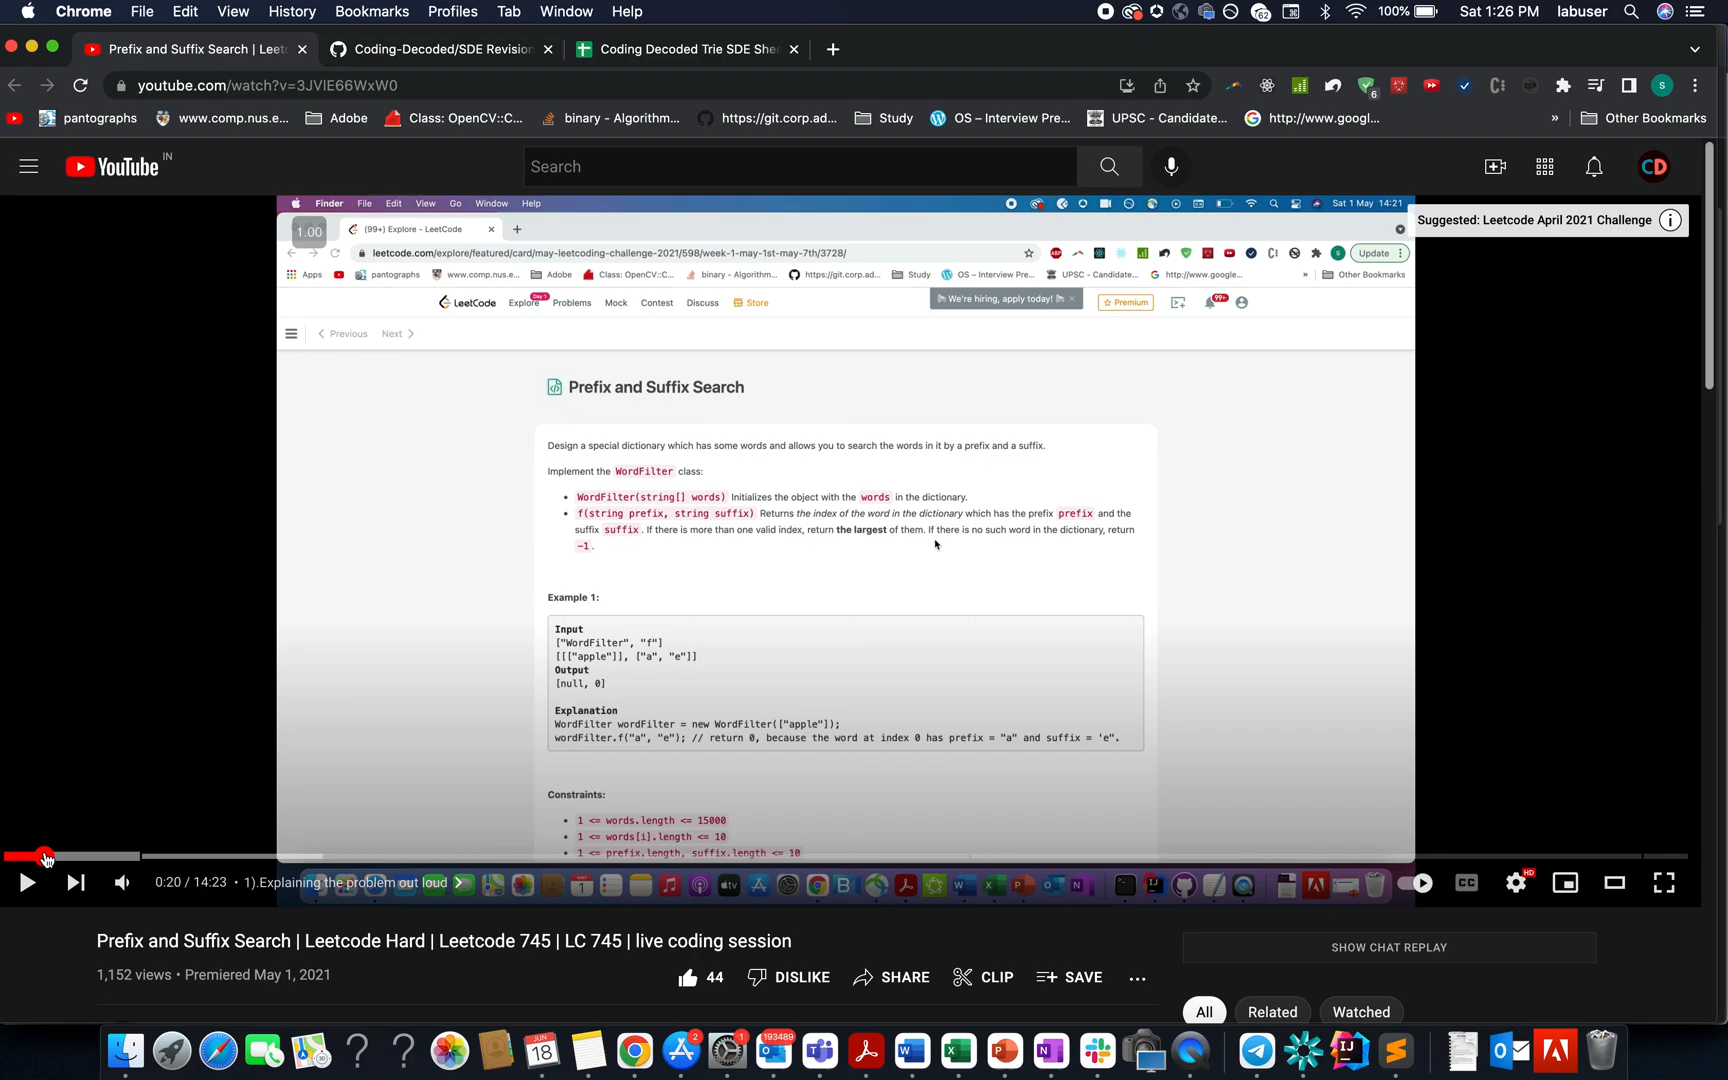 Chrome File Edit View History Bookmarks Profiles Tab Window Help 62 100% Sat 1:26 PM labuser
Prefix and Suffix Search | Leetc Coding-Decoded/SDE Revision Coding Decoded Trie SDE She
youtube.com/watch?v=3JVlE66WxW0 6 S
pantographs www.comp.nus.e... Adobe Class: OpenCV::C... binary - Algorithm... https://git.corp.ad... Study OS – Interview Pre... UPSC - Candidate... http://www.googl... » Other Bookmarks
YouTube IN Search CD
Finder File Edit View Go Window Help Sat 1 May 14:21
Suggested: Leetcode April 2021 Challenge
1.00 (99+) Explore - LeetCode
leetcode.com/explore/featured/card/may-leetcoding-challenge-2021/598/week-1-may-1st-may-7th/3728/ ABP S Update
Apps pantographs www.comp.nus.e... Adobe Class: OpenCV::C... binary - Algorithm... https://git.corp.ad... Study OS – Interview Pre... UPSC - Candidate... http://www.google... » Other Bookmarks
LeetCode Explore Day 1 Problems Mock Contest Discuss Store We're hiring, apply today! Premium 99+
Previous Next
Prefix and Suffix Search
Design a special dictionary which has some words and allows you to search the words in it by a prefix and a suffix.
Implement the WordFilter class:
• WordFilter(string[] words) Initializes the object with the words in the dictionary.
• f(string prefix, string suffix) Returns the index of the word in the dictionary which has the prefix prefix and the
suffix suffix. If there is more than one valid index, return the largest of them. If there is no such word in the dictionary, return
-1.
Example 1:
Input
["WordFilter", "f"]
[[["apple"]], ["a", "e"]]
Output
[null, 0]
Explanation
WordFilter wordFilter = new WordFilter(["apple"]);
wordFilter.f("a", "e"); // return 0, because the word at index 0 has prefix = "a" and suffix = 'e".
Constraints:
• 1 <= words.length <= 15000
• 1 <= words[i].length <= 10
• 1 <= prefix.length, suffix.length <= 10
0:20 / 14:23 • 1).Explaining the problem out loud CC HD
Prefix and Suffix Search | Leetcode Hard | Leetcode 745 | LC 745 | live coding session
1,152 views • Premiered May 1, 2021
44 DISLIKE SHARE CLIP SAVE
SHOW CHAT REPLAY
All Related Watched
JUN 18 2 1 193489